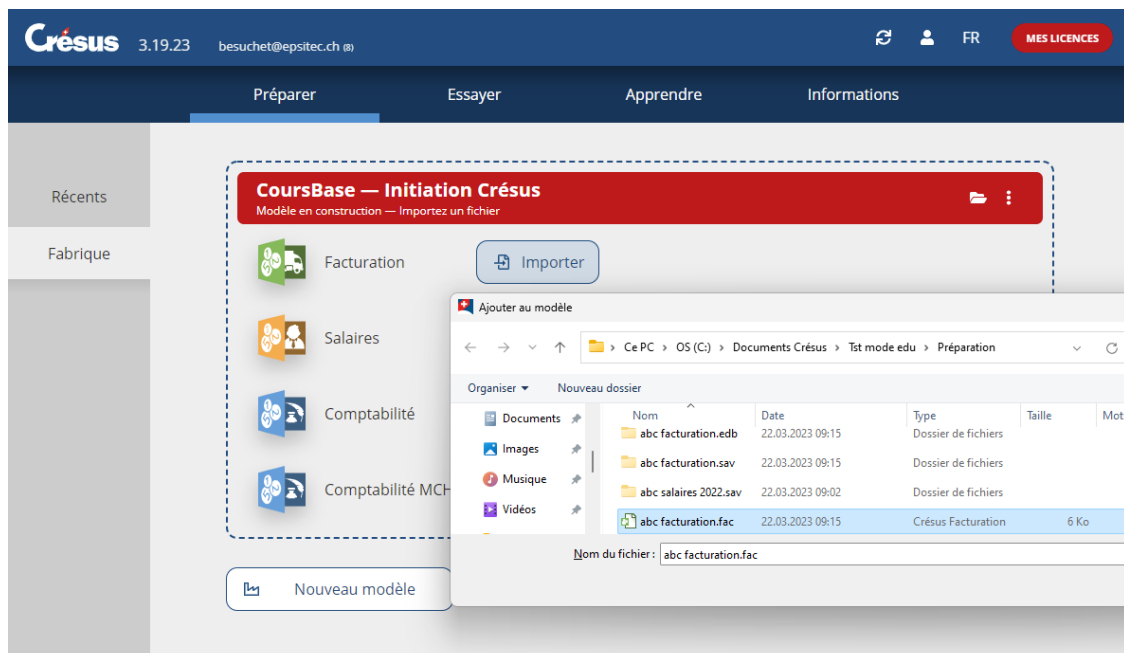 Crésus 3.19.23 besuchet@epsitec.ch (8) FR MES LICENCES
Préparer Essayer Apprendre Informations
Récents
Fabrique
CoursBase — Initiation Crésus
Modèle en construction — Importez un fichier
Facturation Importer
Salaires
Comptabilité
Comptabilité MCH
Nouveau modèle
Ajouter au modèle
Ce PC > OS (C:) > Documents Crésus > Tst mode edu > Préparation
Organiser Nouveau dossier
Documents
Images
Musique
Vidéos
Nom Date Type Taille Mot
abc facturation.edb 22.03.2023 09:15 Dossier de fichiers
abc facturation.sav 22.03.2023 09:15 Dossier de fichiers
abc salaires 2022.sav 22.03.2023 09:02 Dossier de fichiers
abc facturation.fac 22.03.2023 09:15 Crésus Facturation 6 Ko
Nom du fichier : abc facturation.fac